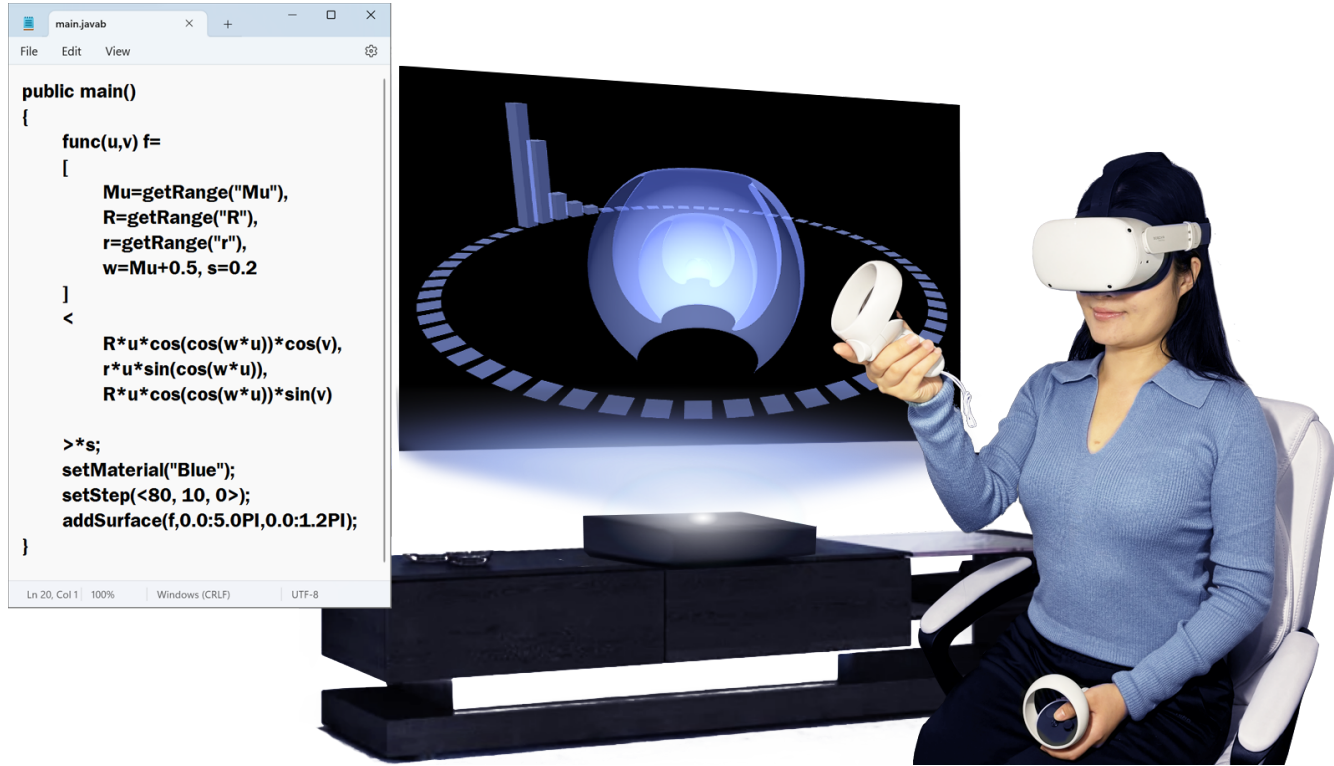 main.javab
File Edit View
public main()
{
func(u,v) f=
[
Mu=getRange("Mu"),
R=getRange("R"),
r=getRange("r"),
w=Mu+0.5, s=0.2
]
<
R*u*cos(cos(w*u))*cos(v),
r*u*sin(cos(w*u)),
R*u*cos(cos(w*u))*sin(v)
>*s;
setMaterial("Blue");
setStep(<80, 10, 0>);
addSurface(f,0.0:5.0PI,0.0:1.2PI);
}
Ln 20, Col 1 100% Windows (CRLF) UTF-8